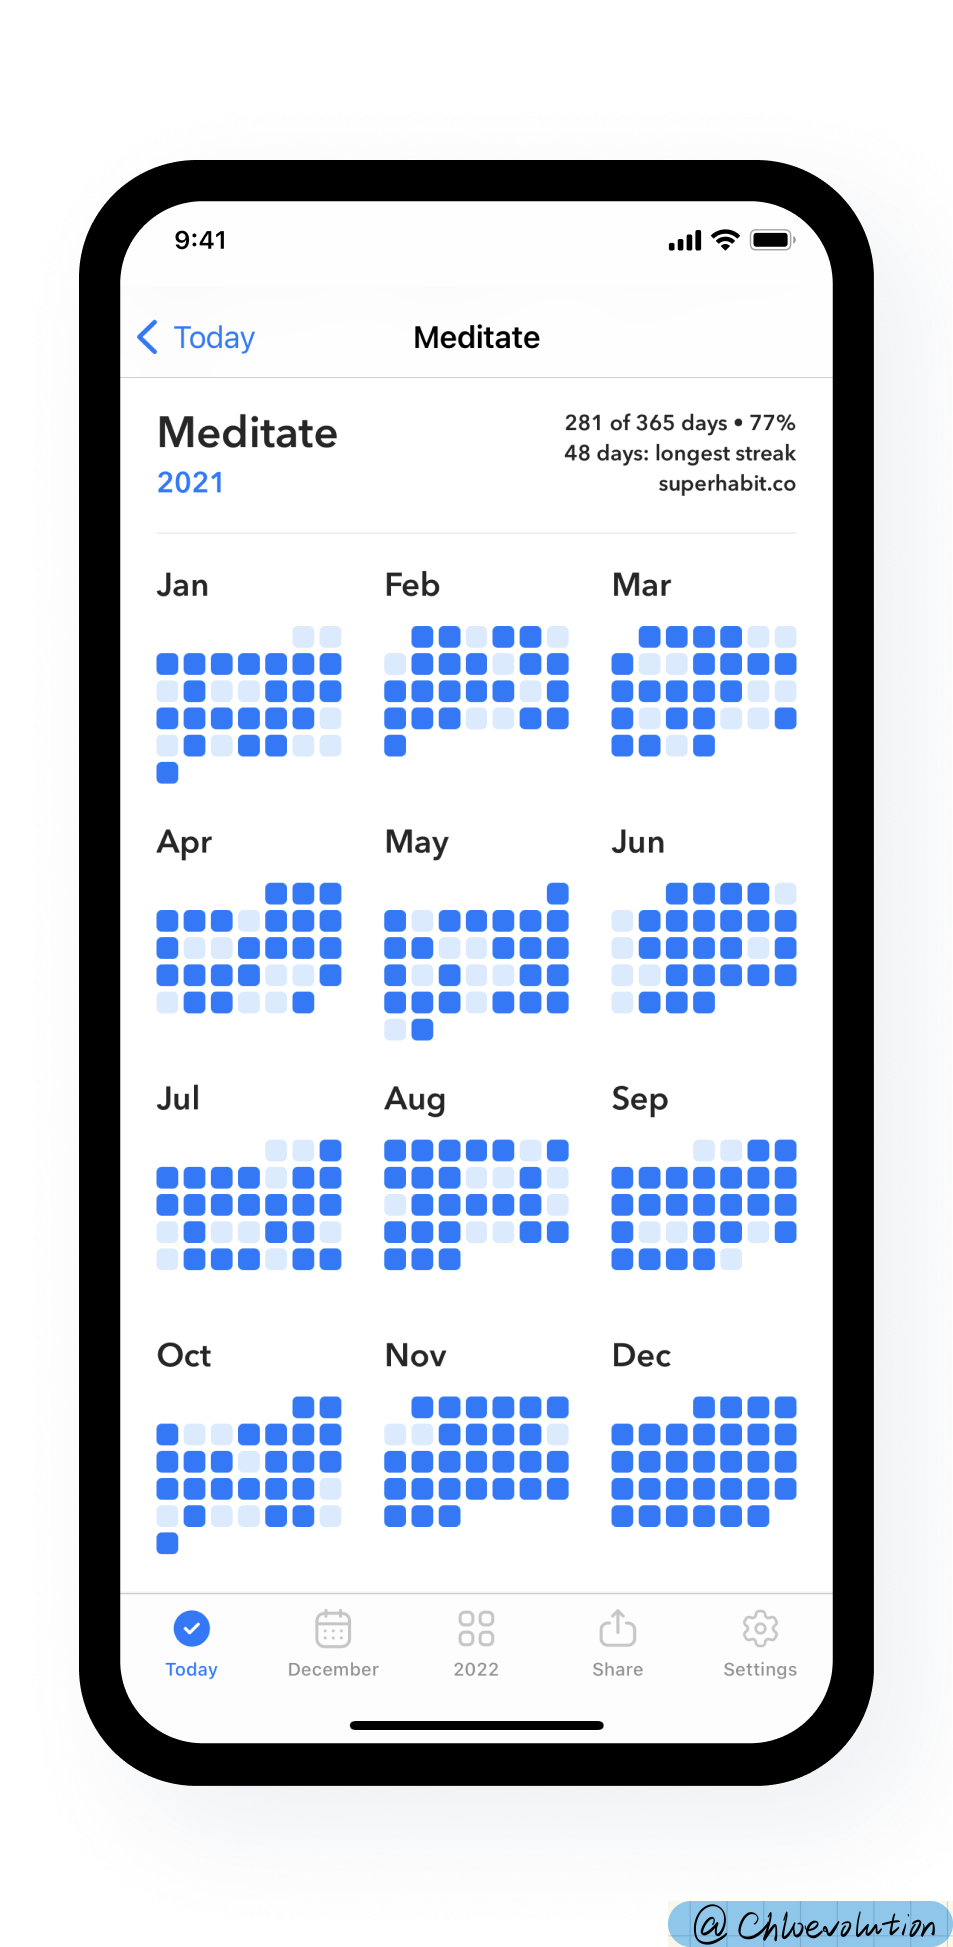 9:41
Today
Meditate
Meditate
2021
281 of 365 days • 77%
48 days: longest streak
superhabit.co
Jan
Feb
Mar
Apr
May
Jun
Jul
Aug
Sep
Oct
Nov
Dec
Today
December
2022
Share
Settings
@Chloevolution